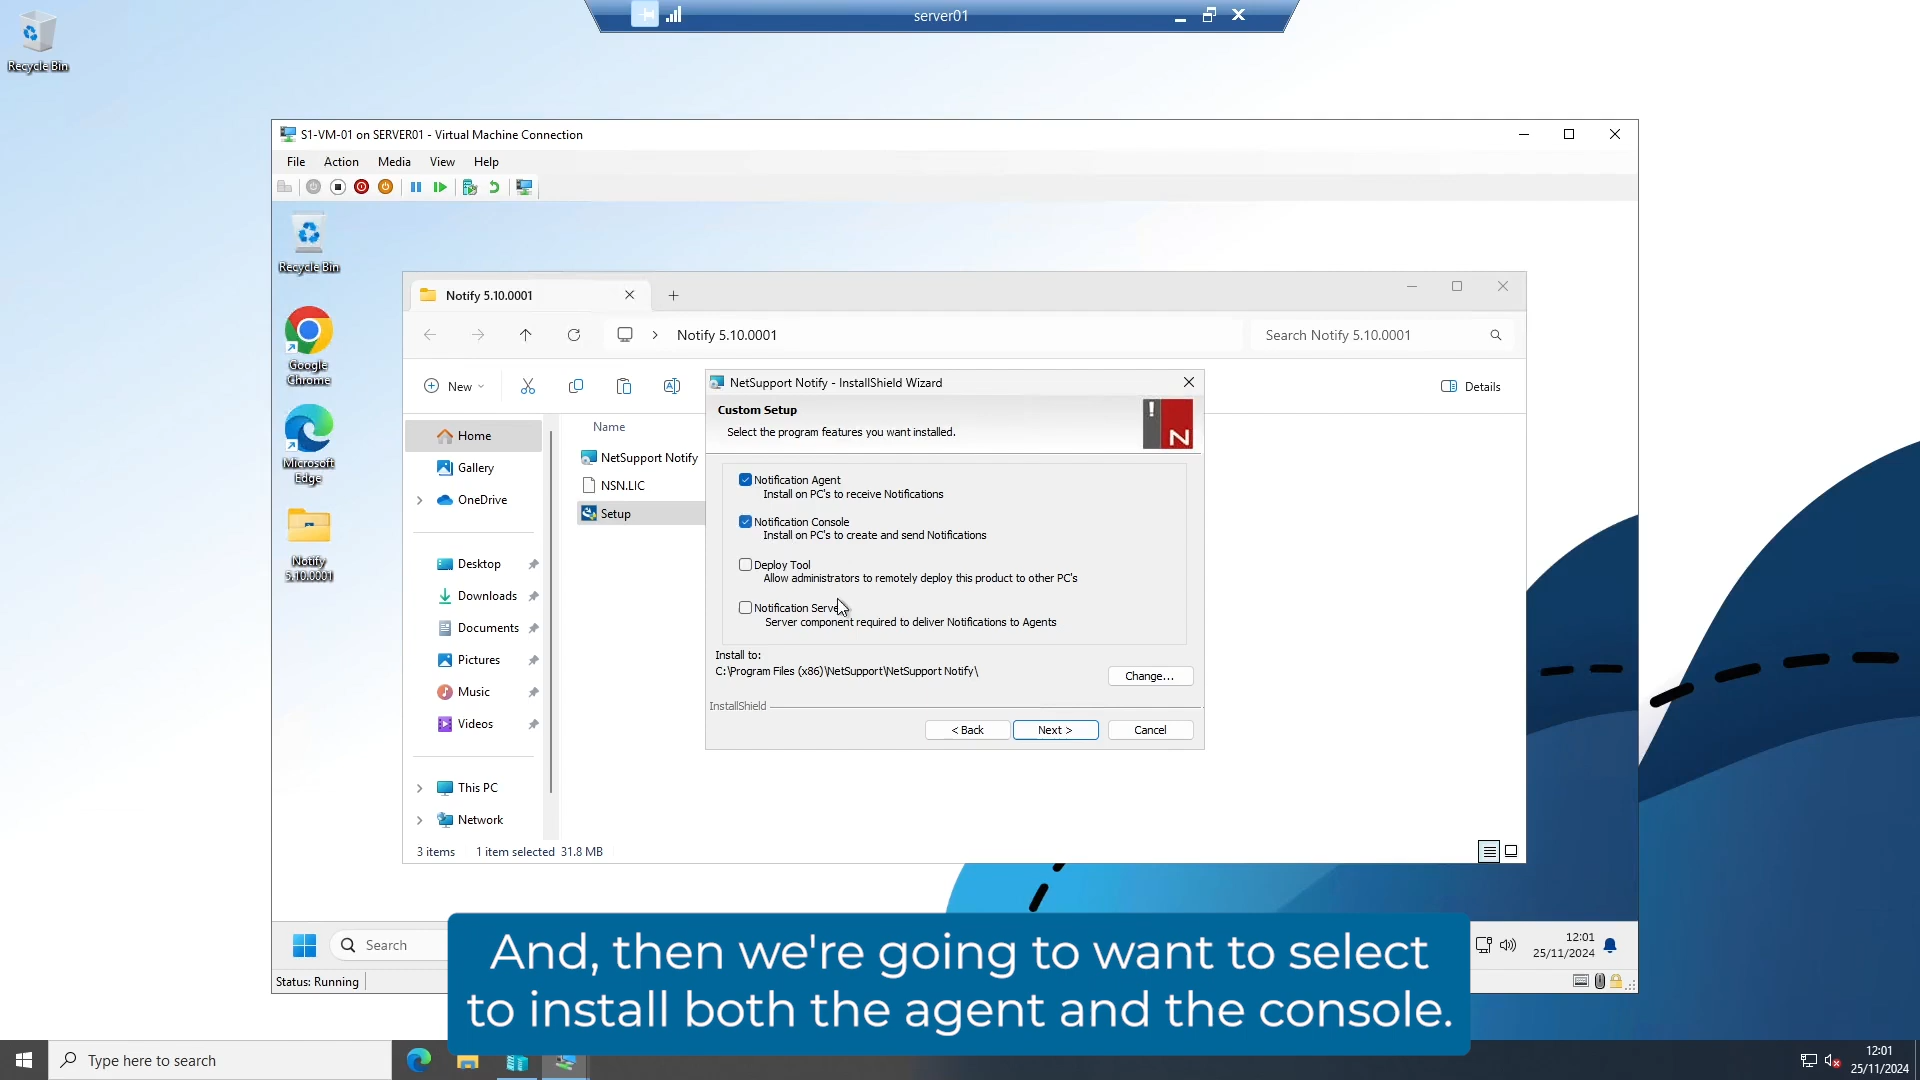 server01
Recycle Bin
S1-VM-01 on SERVER01 - Virtual Machine Connection
File Action Media View Help
Recycle Bin
Google
Chrome
Microsoft
Edge
Notify
5.10.0001
Notify 5.10.0001
Notify 5.10.0001
Search Notify 5.10.0001
New
Details
Home
Gallery
OneDrive
Desktop
Downloads
Documents
Pictures
Music
Videos
This PC
Network
Name
NetSupport Notify
NSN.LIC
Setup
NetSupport Notify - InstallShield Wizard
Custom Setup
Select the program features you want installed.
! N
Notification Agent
Install on PC's to receive Notifications
Notification Console
Install on PC's to create and send Notifications
Deploy Tool
Allow administrators to remotely deploy this product to other PC's
Notification Server
Server component required to deliver Notifications to Agents
Install to:
C:\Program Files (x86)\NetSupport\NetSupport Notify\
Change...
InstallShield
< Back
Next >
Cancel
3 items 1 item selected 31.8 MB
Search
12:01
25/11/2024
Status: Running
And, then we're going to want to select
to install both the agent and the console.
Type here to search
12:01
25/11/2024